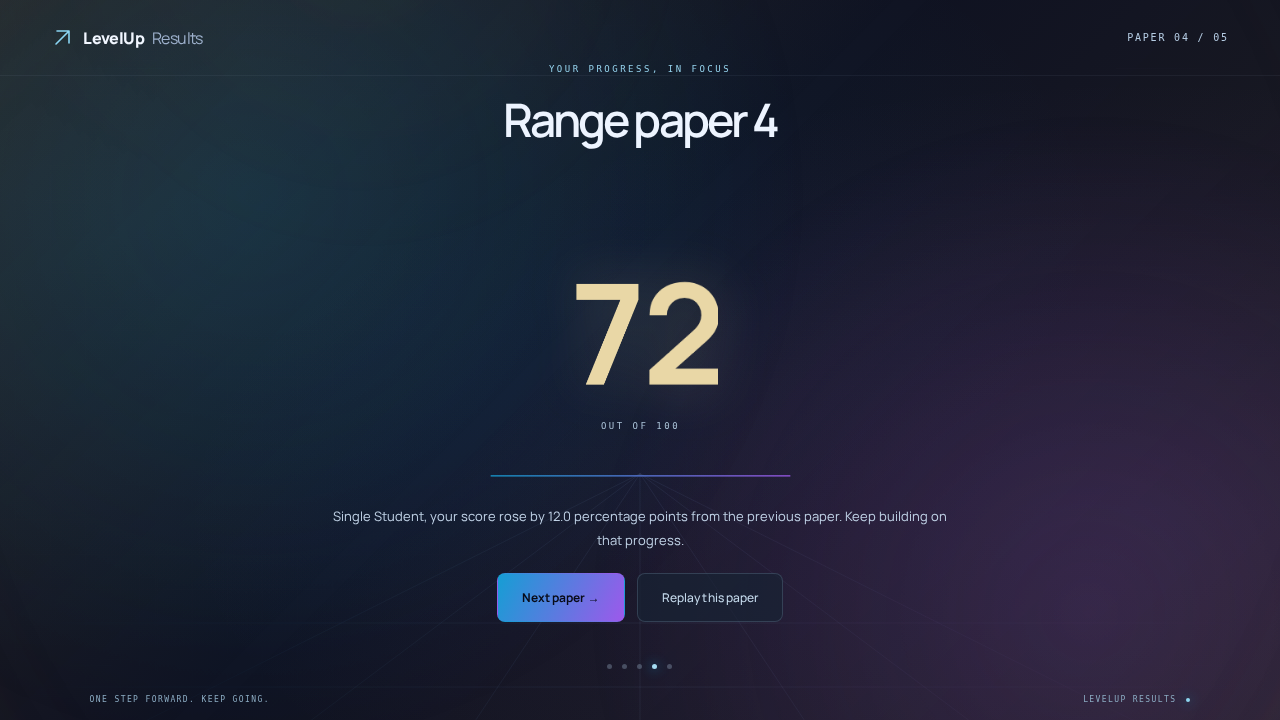 LevelUp Results
PAPER 04 / 05
YOUR PROGRESS, IN FOCUS
Range paper 4
72
OUT OF 100
Single Student, your score rose by 12.0 percentage points from the previous paper. Keep building on
that progress.
Next paper →
Replay this paper
ONE STEP FORWARD. KEEP GOING.
LEVELUP RESULTS